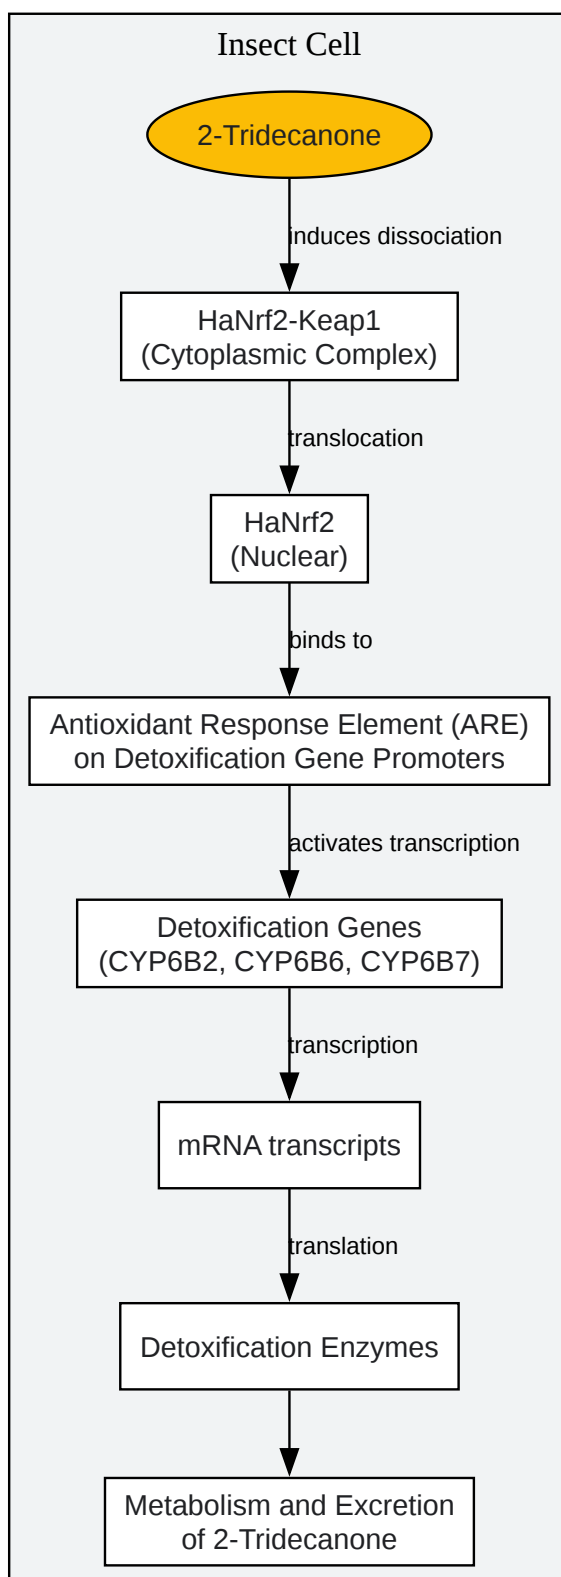 Insect Cell
2-Tridecanone
induces dissociation
HaNrf2-Keap1
(Cytoplasmic Complex)
translocation
HaNrf2
(Nuclear)
binds to
Antioxidant Response Element (ARE)
on Detoxification Gene Promoters
activates transcription
Detoxification Genes
(CYP6B2, CYP6B6, CYP6B7)
transcription
mRNA transcripts
translation
Detoxification Enzymes
Metabolism and Excretion
of 2-Tridecanone